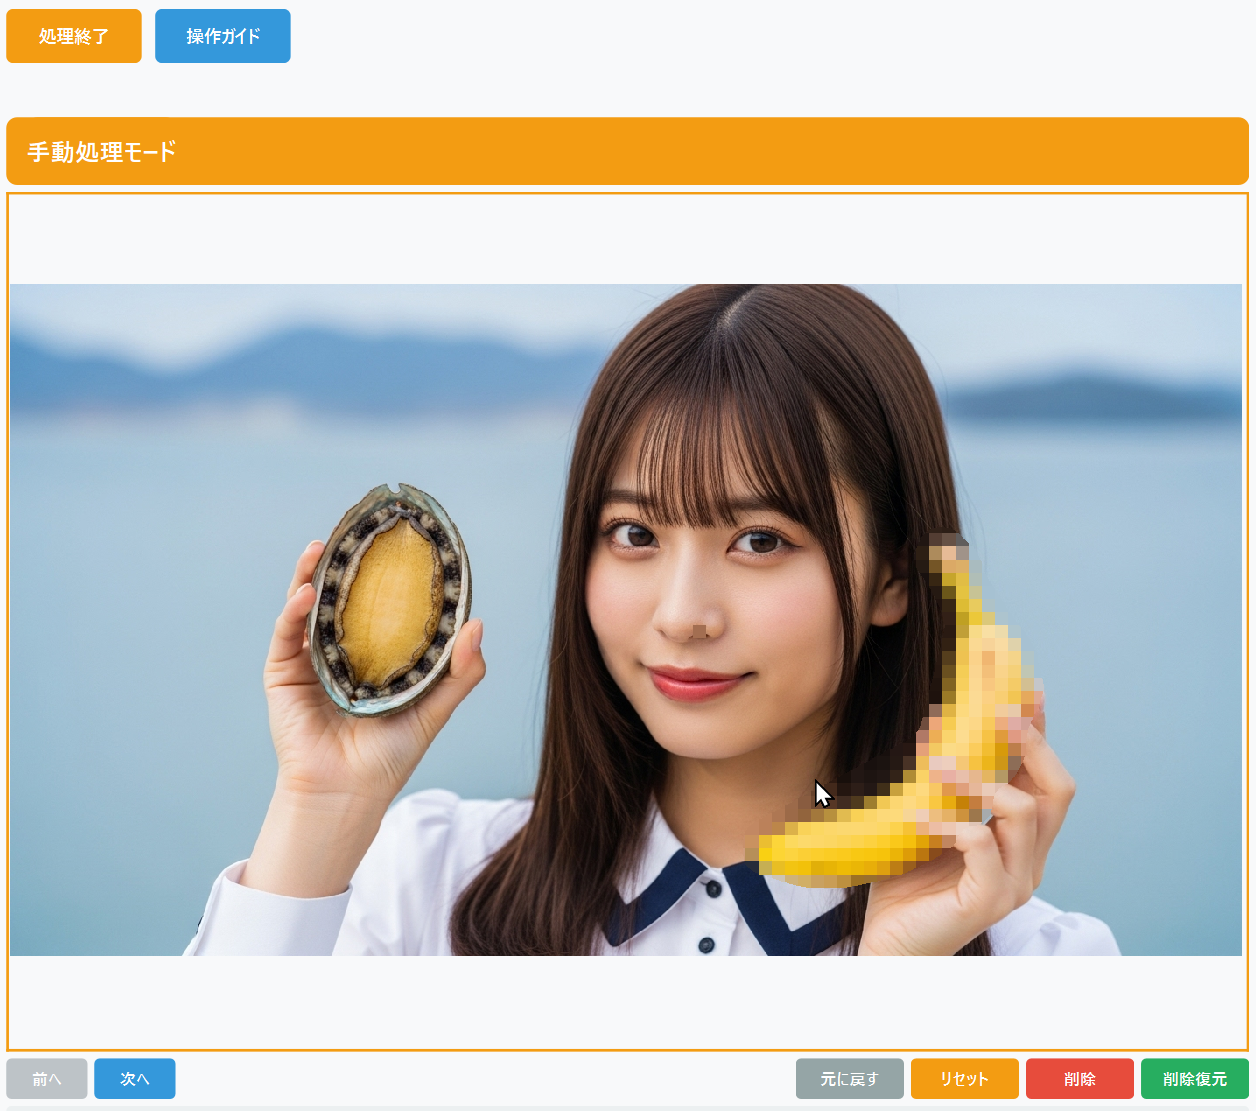 処理終了
操作ガイド
手動処理モード
前へ
次へ
元に戻す
リセット
削除
削除復元